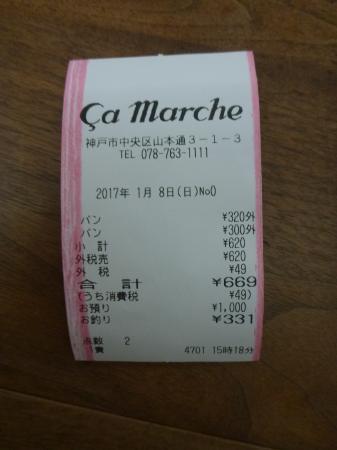 Ça Marche
神戸市中央区山本通3-1-3
TEL 078-763-1111
2017年 1月 8日(日)No0
パン ¥320外
パン ¥300外
小 計 ¥620
外税売 ¥620
外 税 ¥49
合 計 ¥669
(うち消費税 ¥49)
お預り ¥1,000
お釣り ¥331
点数 2
責 4701 15時18分